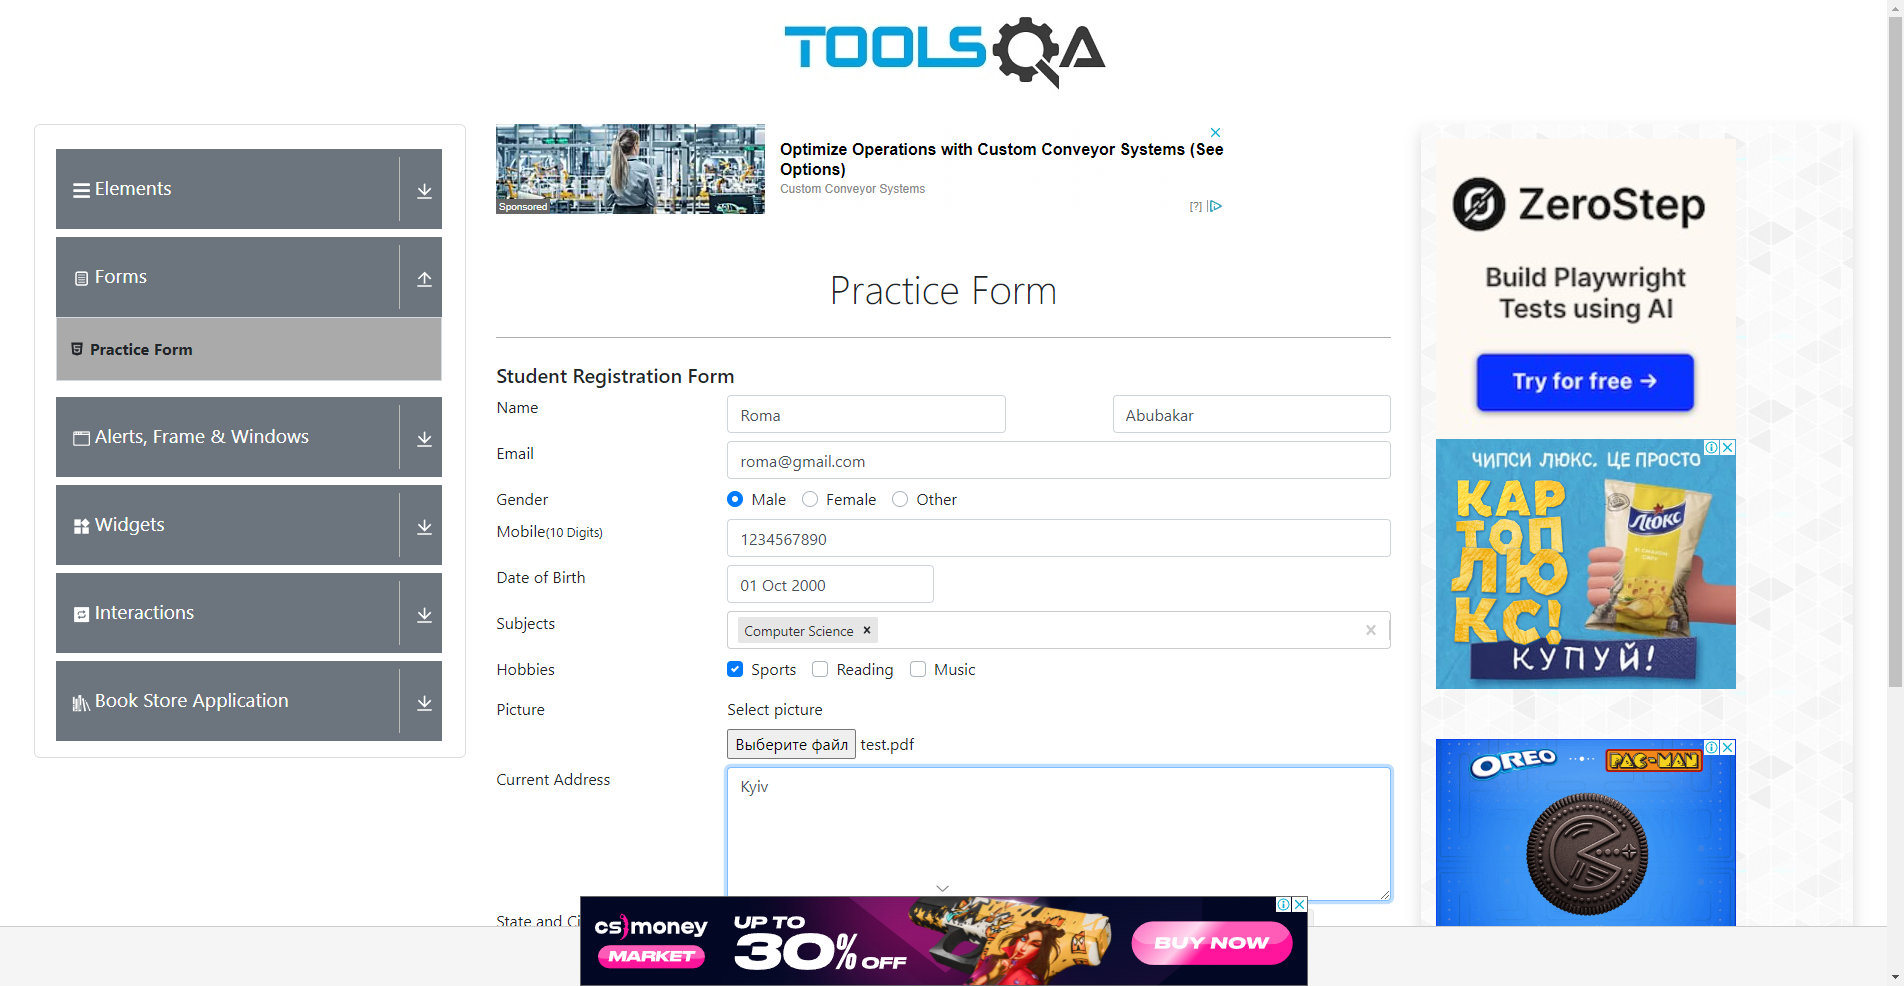 TOOLSQA
Elements
Forms
Practice Form
Alerts, Frame & Windows
Widgets
Interactions
Book Store Application
Sponsored
Optimize Operations with Custom Conveyor Systems (See
Options)
Custom Conveyor Systems
[?]
Practice Form
Student Registration Form
Name
Roma
Abubakar
Email
roma@gmail.com
Gender
Male
Female
Other
Mobile(10 Digits)
1234567890
Date of Birth
01 Oct 2000
Subjects
Computer Science
Hobbies
Sports
Reading
Music
Picture
Select picture
Выберите файл test.pdf
Current Address
Kyiv
State and Ci
ZeroStep
Build Playwright
Tests using AI
Try for free →
ЧИПСИ ЛЮКС. ЦЕ ПРОСТО
КАР
ТОП
ЛЮ
КС!
ЛЮКС
КУПУЙ!
OREO
PAC-MAN
cs money
MARKET
UP TO
30% OFF
BUY NOW